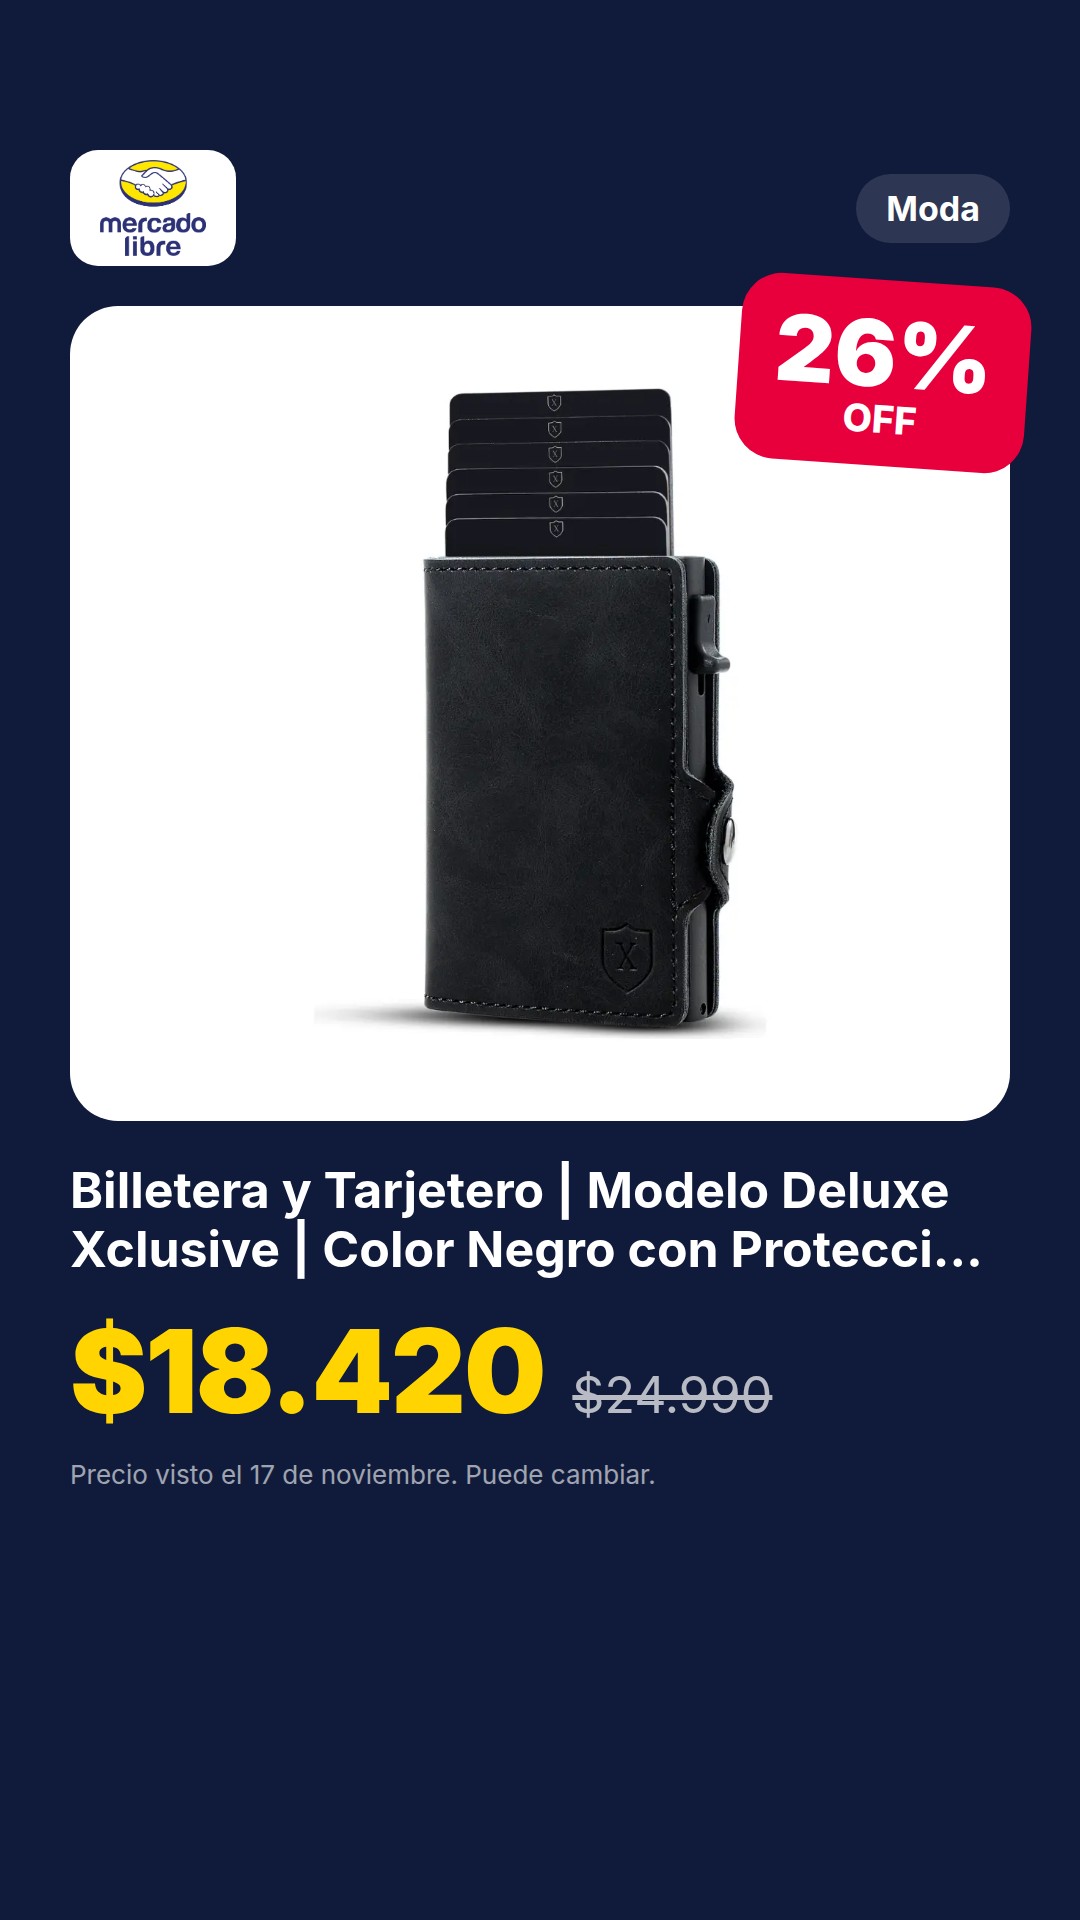 mercado
libre
Moda
26%
OFF
X
X
X
X
X
X
X
Billetera y Tarjetero | Modelo Deluxe
Xclusive | Color Negro con Protecci...
$18.420 $24.990
Precio visto el 17 de noviembre. Puede cambiar.